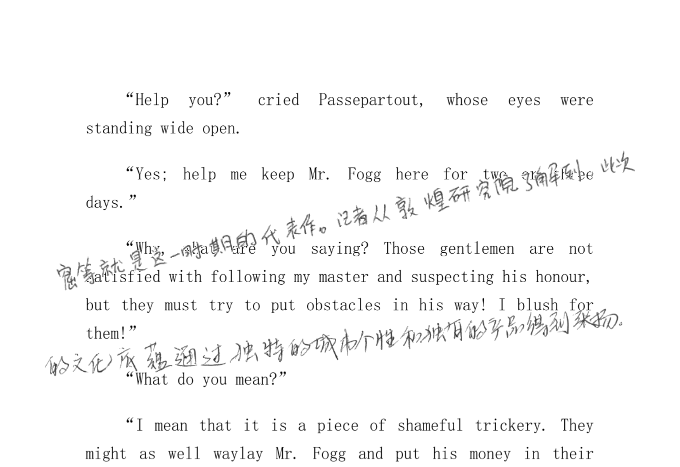 “Help you?” cried Passepartout, whose eyes were
standing wide open.
“Yes; help me keep Mr. Fogg here for two or three
days.”
窟等就是这一时期的代表作。记者从敦煌研究院了解到，此次
“Why, what are you saying? Those gentlemen are not
satisfied with following my master and suspecting his honour,
but they must try to put obstacles in his way! I blush for
them!”
的文化底蕴通过独特的城市个性和独有的产品得到来扬。
“What do you mean?”
“I mean that it is a piece of shameful trickery. They
might as well waylay Mr. Fogg and put his money in their